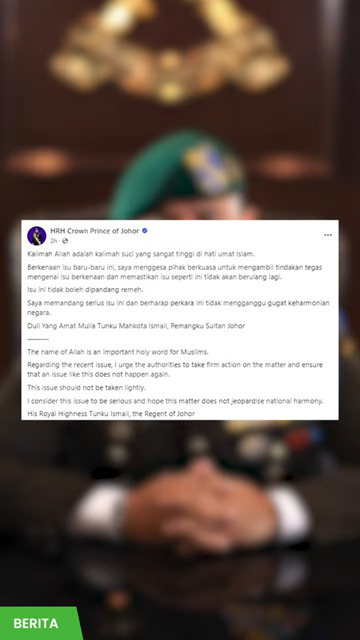 HRH Crown Prince of Johor
2h
Kalimah Allah adalah kalimah suci yang sangat tinggi di hati umat Islam.
Berkenaan isu baru-baru ini, saya menggesa pihak berkuasa untuk mengambil tindakan tegas
mengenai isu berkenaan dan memastikan isu seperti ini tidak akan berulang lagi.
Isu ini tidak boleh dipandang remeh.
Saya memandang serius isu ini dan berharap perkara ini tidak mengganggu gugat keharmonian
negara.
Duli Yang Amat Mulia Tunku Mahkota Ismail, Pemangku Sultan Johor
The name of Allah is an important holy word for Muslims.
Regarding the recent issue, I urge the authorities to take firm action on the matter and ensure
that an issue like this does not happen again.
This issue should not be taken lightly.
I consider this issue to be serious and hope this matter does not jeopardise national harmony.
His Royal Highness Tunku Ismail, the Regent of Johor
BERITA